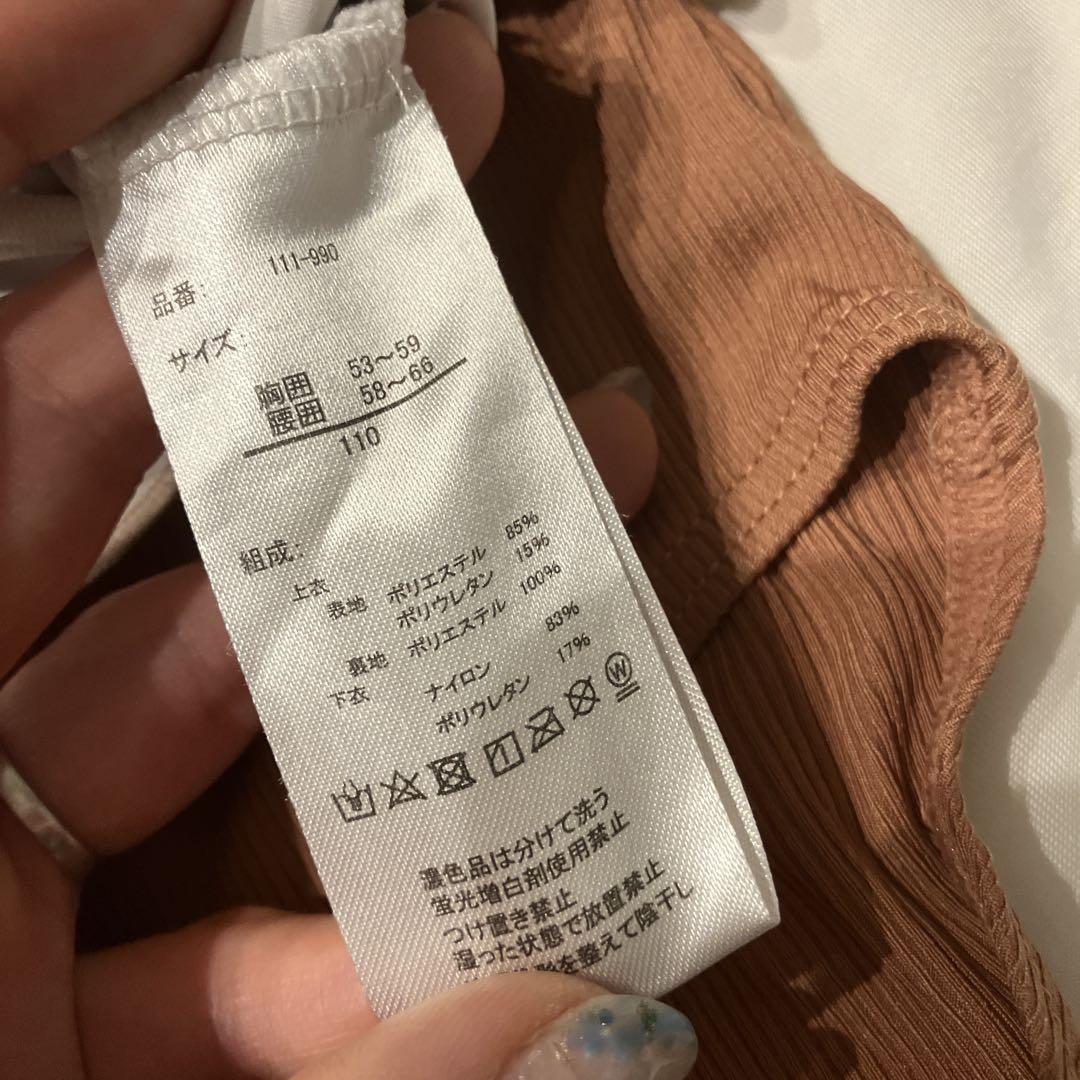 品番: 111-990
サイズ:
胸囲 53～59
腰囲 58～66
110
組成:
上衣
表地 ポリエステル 85%
ポリウレタン 15%
裏地 ポリエステル 100%
下衣 ナイロン 83%
ポリウレタン 17%
W
濃色品は分けて洗う
蛍光増白剤使用禁止
つけ置き禁止
湿った状態で放置禁止
を整えて陰干し